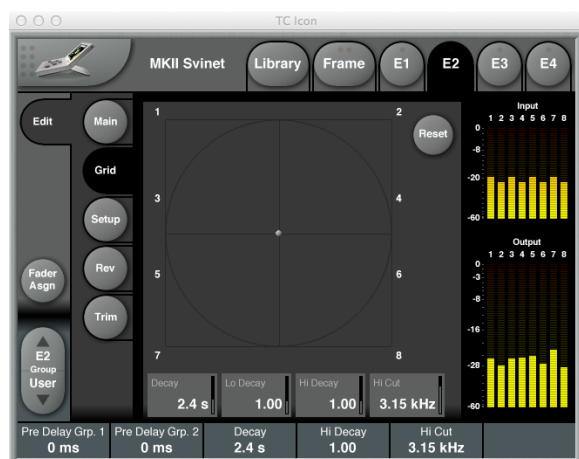 TC Icon
MKII Svinet
Library
Frame
E1
E2
E3
E4
Edit
Main
Grid
Setup
Rev
Trim
Fader
Asgn
E2
Group
User
1
2
3
4
5
6
7
8
Reset
Input
1 2 3 4 5 6 7 8
0
-8
-20
-60
Output
1 2 3 4 5 6 7 8
0
-3
-8
-16
-28
-60
Decay
2.4 s
Lo Decay
1.00
Hi Decay
1.00
Hi Cut
3.15 kHz
Pre Delay Grp. 1
0 ms
Pre Delay Grp. 2
0 ms
Decay
2.4 s
Hi Decay
1.00
Hi Cut
3.15 kHz